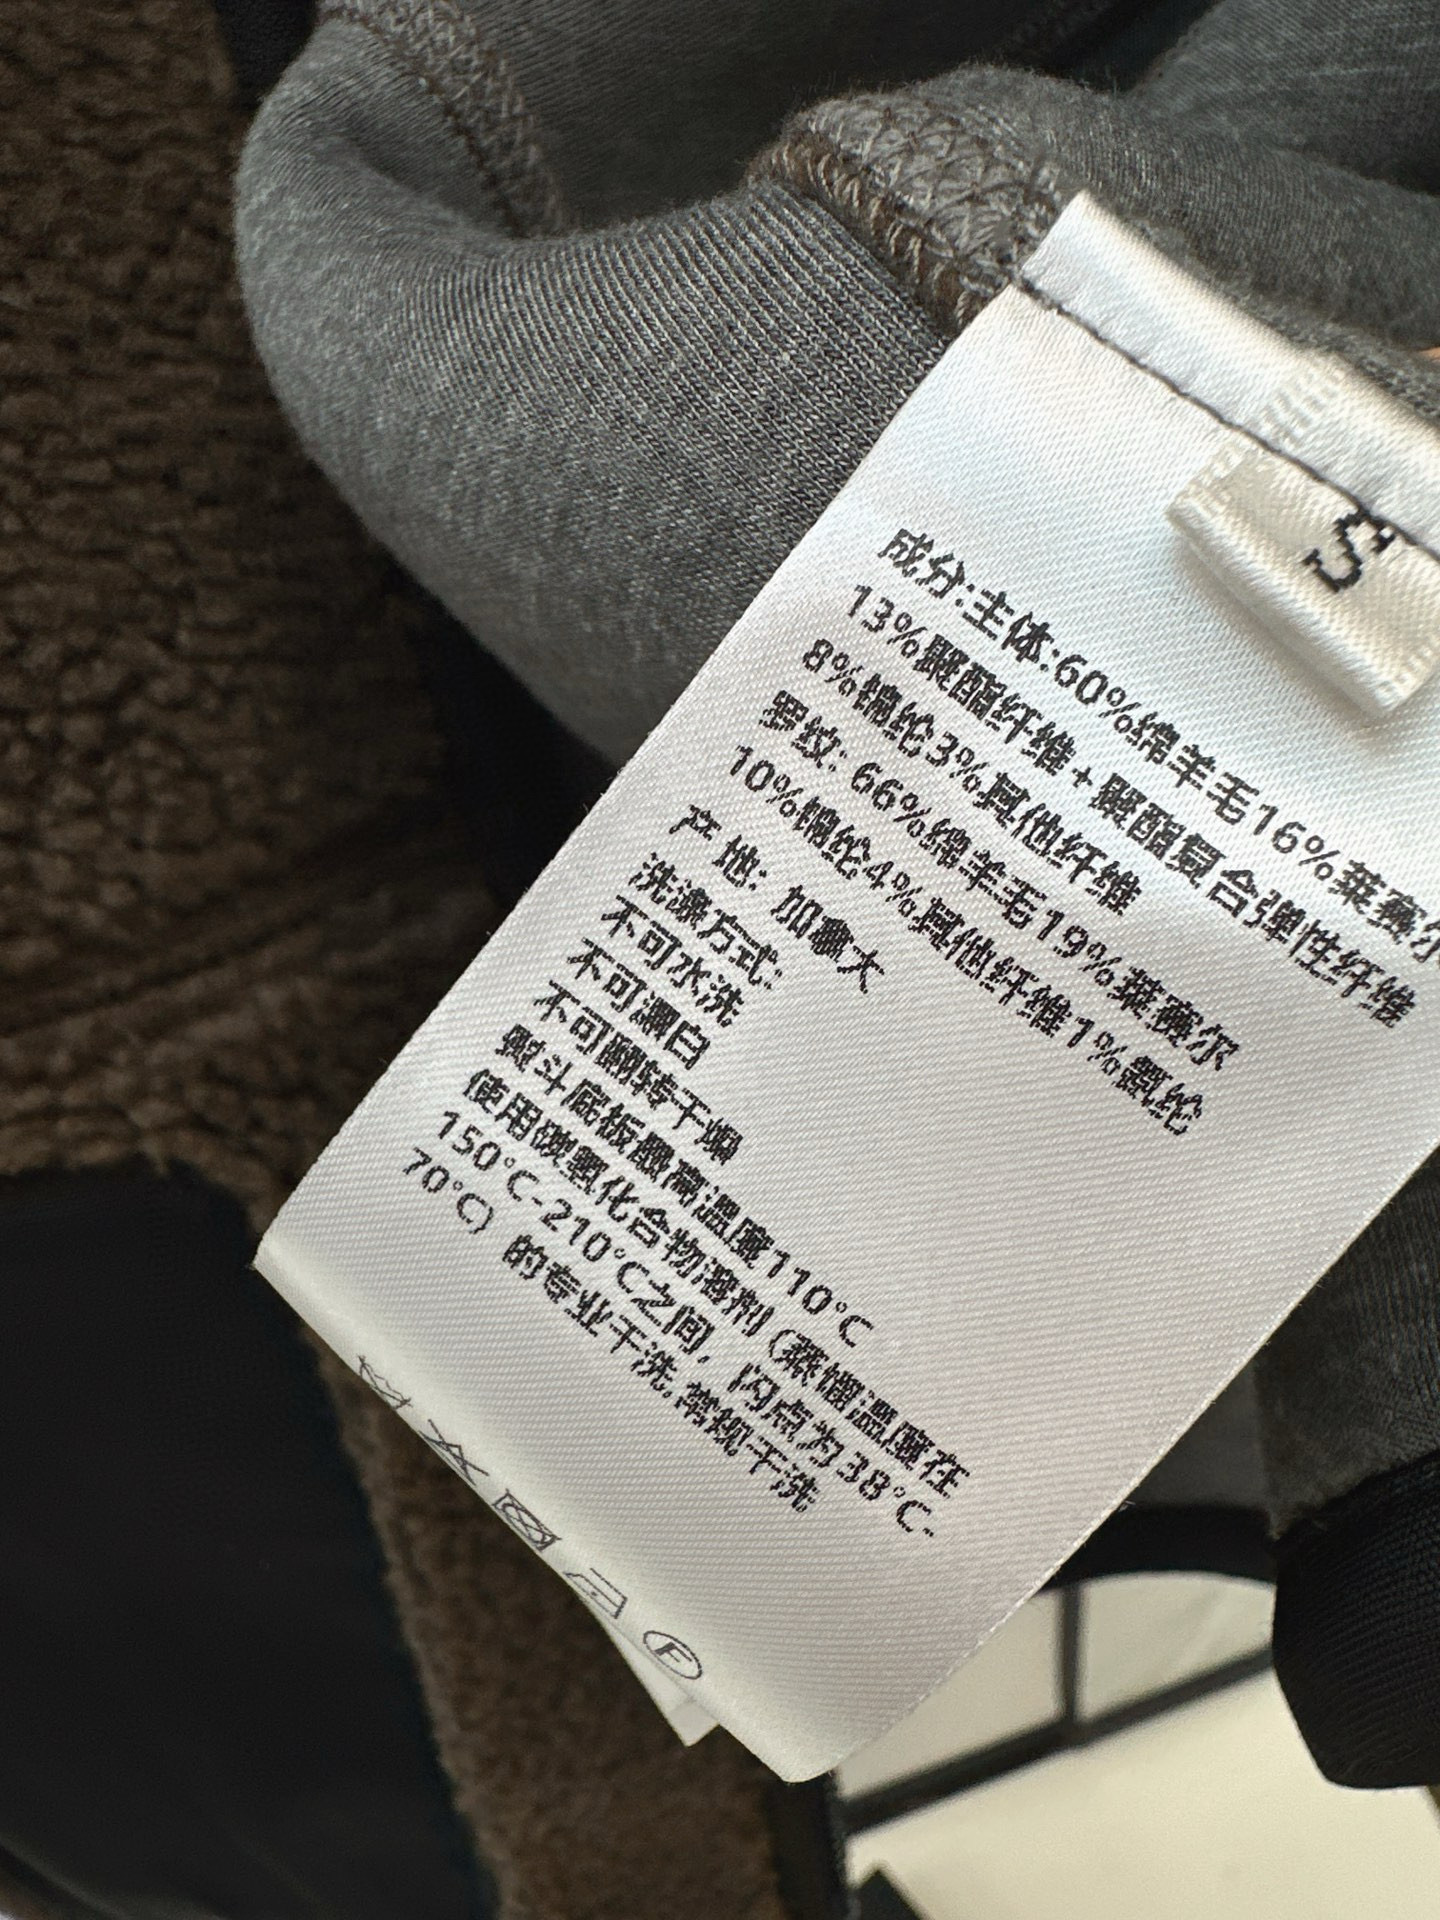 S
成分:主体:60%绵羊毛16%莱赛尔
13%聚酯纤维+聚酯复合弹性纤维
8%锦纶3%其他纤维
罗纹: 66%绵羊毛19%莱赛尔
10%锦纶4%其他纤维1%氨纶
产 地: 加拿大
洗涤方式:
不可水洗
不可漂白
不可翻转干燥
熨斗底板最高温度110°C
使用碳氢化合物溶剂（蒸馏温度在
150°C-210°C之间, 闪点为38°C-
70°C）的专业干洗,常规干洗
F